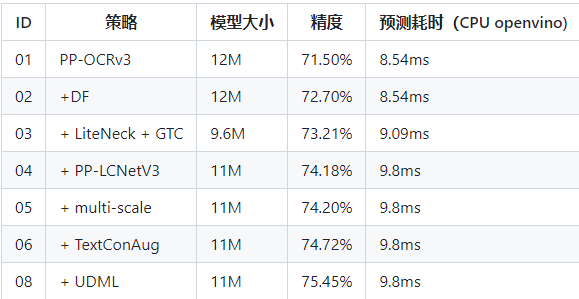 ID 策略 模型大小 精度 预测耗时（CPU openvino)
01 PP-OCRv3 12M 71.50% 8.54ms
02 +DF 12M 72.70% 8.54ms
03 + LiteNeck + GTC 9.6M 73.21% 9.09ms
04 + PP-LCNetV3 11M 74.18% 9.8ms
05 + multi-scale 11M 74.20% 9.8ms
06 + TextConAug 11M 74.72% 9.8ms
08 + UDML 11M 75.45% 9.8ms